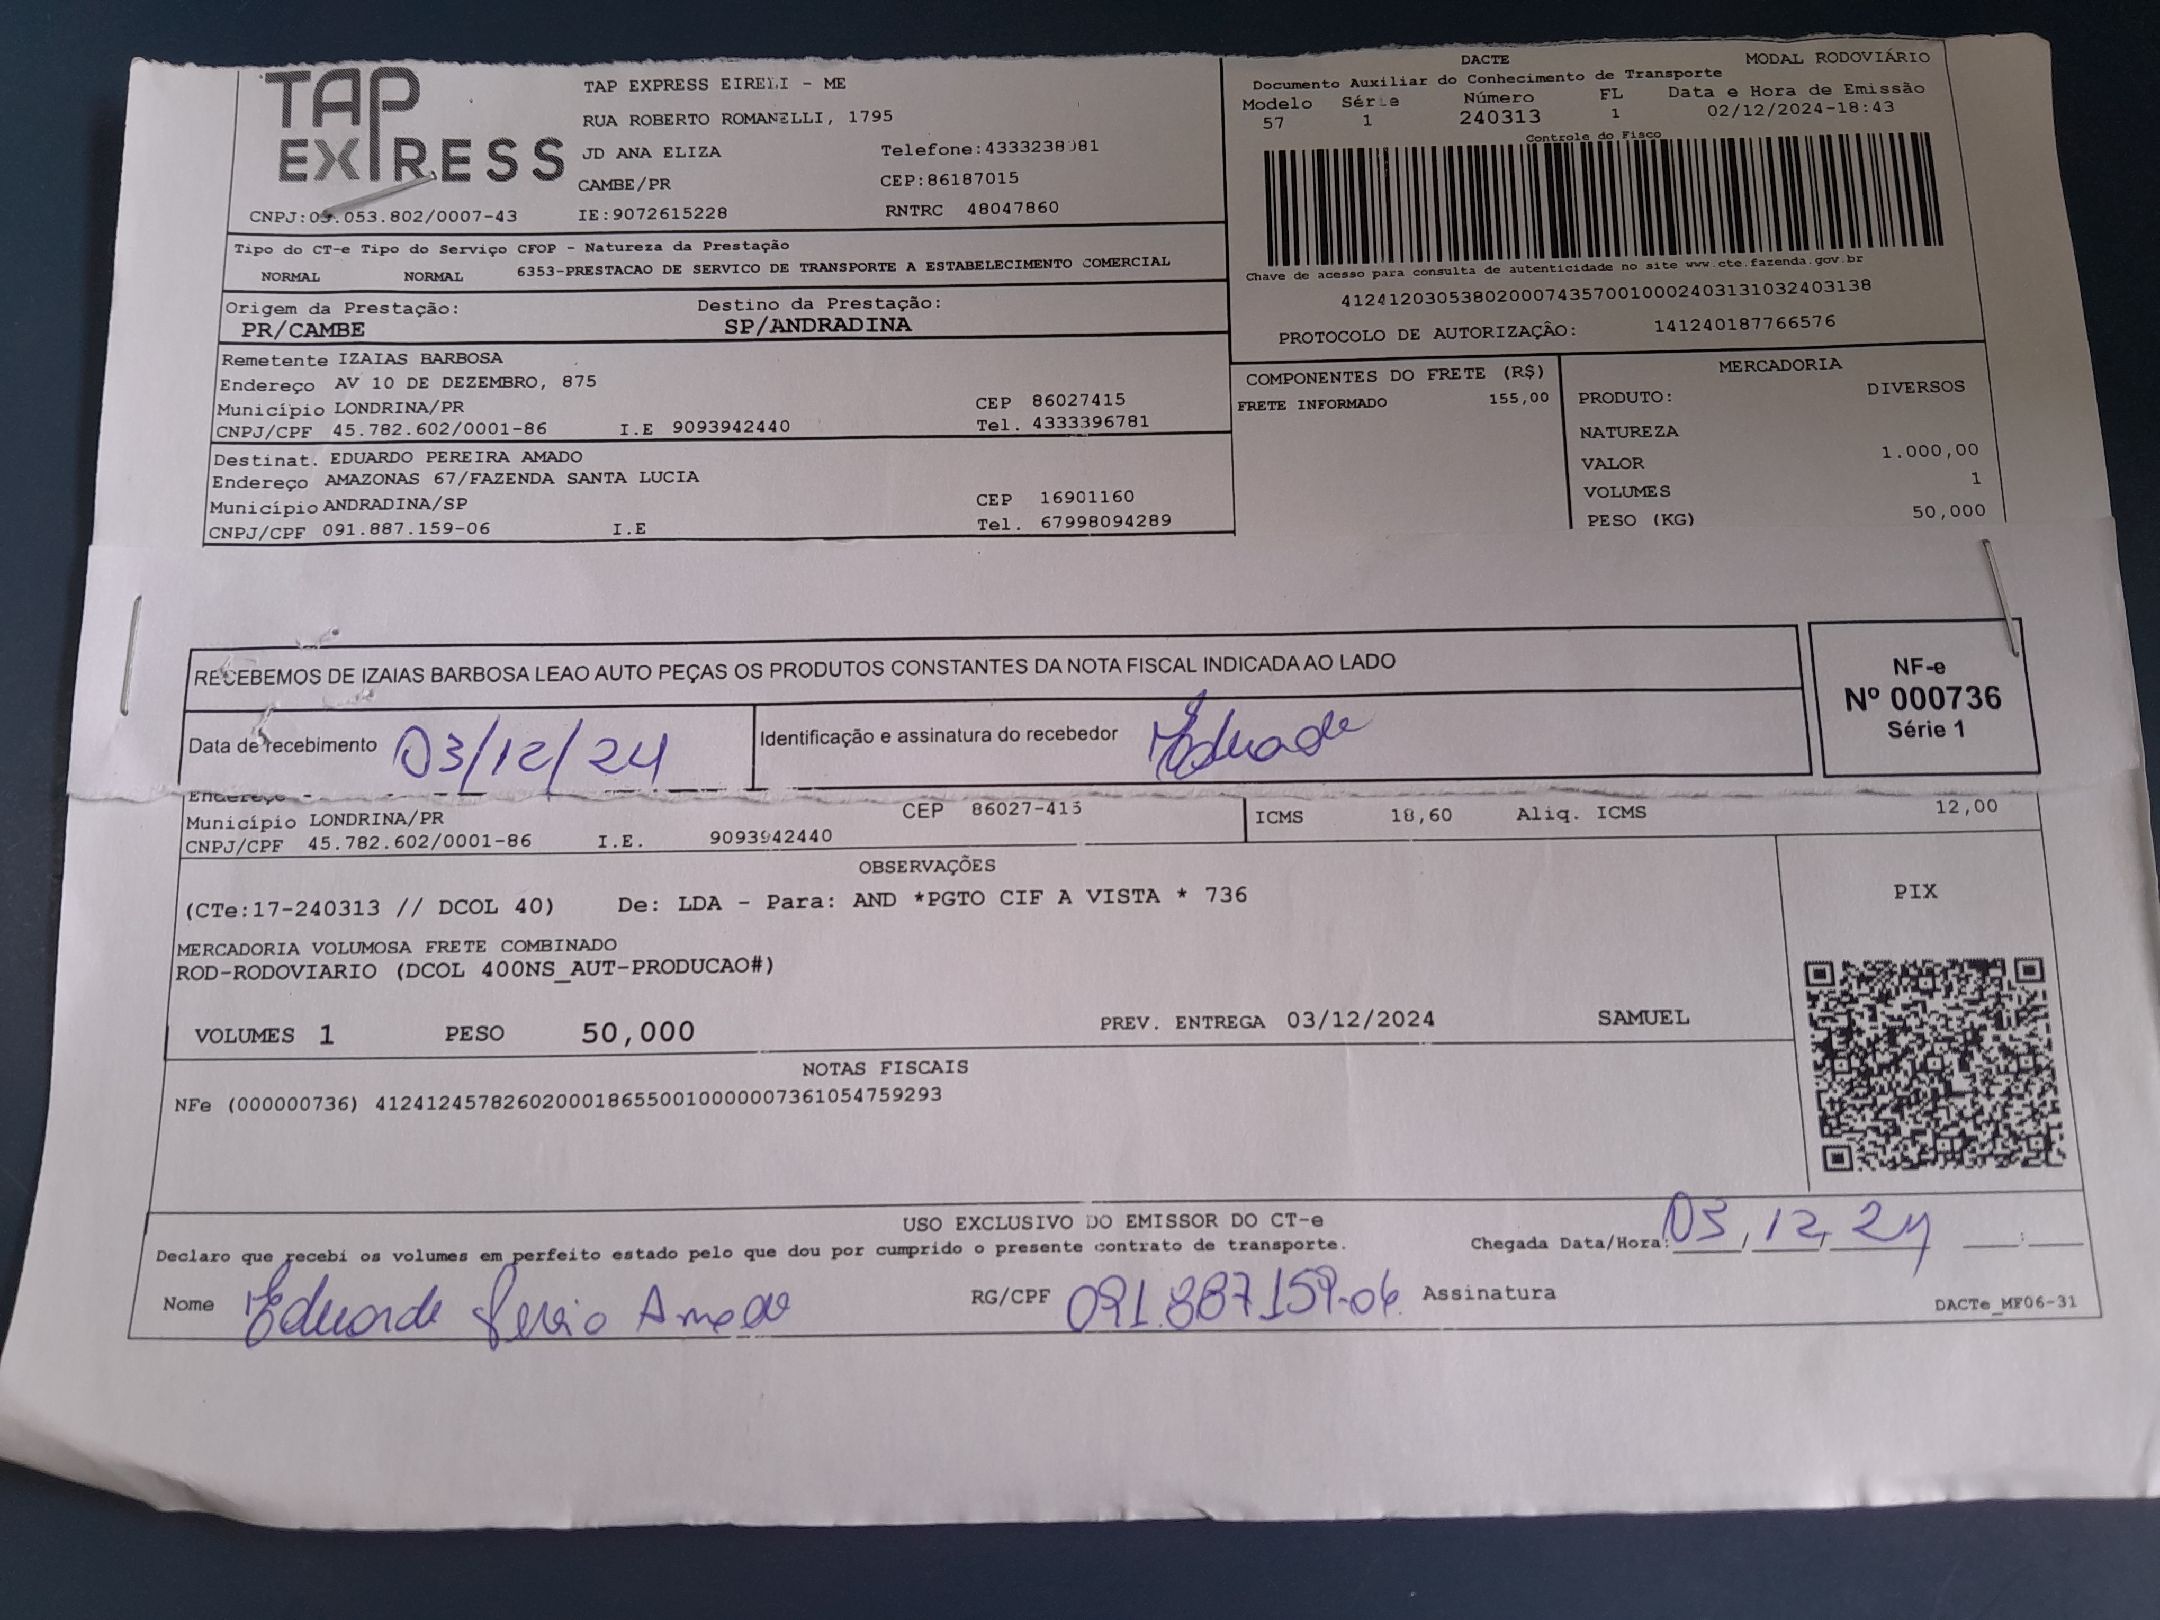 TAP EXPRESS
TAP EXPRESS EIRELI - ME
RUA ROBERTO ROMANELLI, 1795
JD ANA ELIZA Telefone:4333238081
CAMBE/PR CEP:86187015
CNPJ:03.053.802/0007-43 IE:9072615228 RNTRC 48047860
DACTE MODAL RODOVIÁRIO
Documento Auxiliar do Conhecimento de Transporte
Modelo Série Número FL Data e Hora de Emissão
57 1 240313 1 02/12/2024-18:43
Controle do Fisco
Chave de acesso para consulta de autenticidade no site www.cte.fazenda.gov.br
41241203053802000743570010002403131032403138
PROTOCOLO DE AUTORIZAÇÃO: 141240187766576
Tipo do CT-e Tipo do Serviço CFOP - Natureza da Prestação
NORMAL NORMAL 6353-PRESTACAO DE SERVICO DE TRANSPORTE A ESTABELECIMENTO COMERCIAL
Origem da Prestação: Destino da Prestação:
PR/CAMBE SP/ANDRADINA
Remetente IZAIAS BARBOSA
Endereço AV 10 DE DEZEMBRO, 875
Município LONDRINA/PR CEP 86027415
CNPJ/CPF 45.782.602/0001-86 I.E 9093942440 Tel. 4333396781
Destinat. EDUARDO PEREIRA AMADO
Endereço AMAZONAS 67/FAZENDA SANTA LUCIA
Município ANDRADINA/SP CEP 16901160
CNPJ/CPF 091.887.159-06 I.E Tel. 67998094289
COMPONENTES DO FRETE (R$)
FRETE INFORMADO 155,00
MERCADORIA
PRODUTO: DIVERSOS
NATUREZA
VALOR 1.000,00
VOLUMES 1
PESO (KG) 50,000
RECEBEMOS DE IZAIAS BARBOSA LEAO AUTO PEÇAS OS PRODUTOS CONSTANTES DA NOTA FISCAL INDICADA AO LADO
Data de recebimento 03/12/24 Identificação e assinatura do recebedor Eduardo
NF-e
Nº 000736
Série 1
Endereço
Município LONDRINA/PR CEP 86027-415
CNPJ/CPF 45.782.602/0001-86 I.E. 9093942440
ICMS 18,60 Aliq. ICMS 12,00
OBSERVAÇÕES
(CTe:17-240313 // DCOL 40) De: LDA - Para: AND *PGTO CIF A VISTA * 736
MERCADORIA VOLUMOSA FRETE COMBINADO
ROD-RODOVIARIO (DCOL 400NS_AUT-PRODUCAO#)
VOLUMES 1 PESO 50,000 PREV. ENTREGA 03/12/2024 SAMUEL
PIX
NOTAS FISCAIS
NFe (000000736) 41241245782602000186550010000007361054759293
USO EXCLUSIVO DO EMISSOR DO CT-e
Declaro que recebi os volumes em perfeito estado pelo que dou por cumprido o presente contrato de transporte.
Chegada Data/Hora: 03, 12, 24 :
Nome Eduardo Pereira Amado RG/CPF 091.887.159-06 Assinatura
DACTe_MF06-31